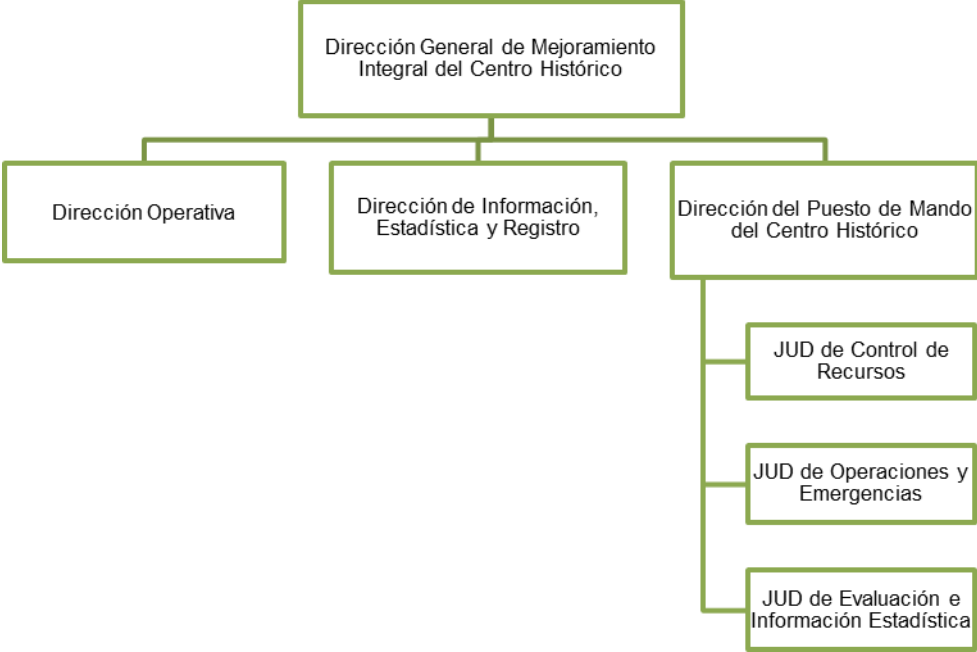 Dirección General de Mejoramiento
Integral del Centro Histórico
Dirección Operativa
Dirección de Información,
Estadística y Registro
Dirección del Puesto de Mando
del Centro Histórico
JUD de Control de
Recursos
JUD de Operaciones y
Emergencias
JUD de Evaluación e
Información Estadística